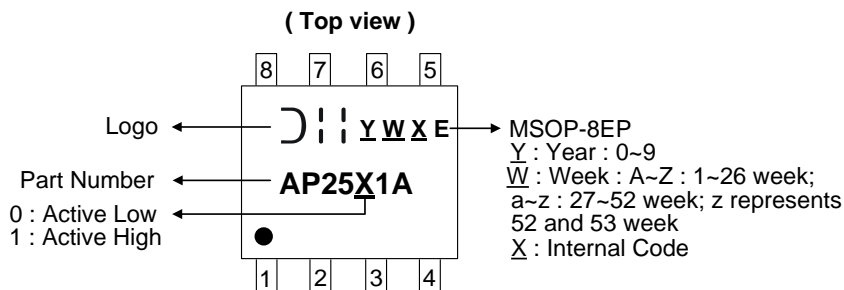 ( Top view )
8 7 6 5
Logo
Y W X E
MSOP-8EP
Y : Year : 0~9
W : Week : A~Z : 1~26 week;
a~z : 27~52 week; z represents
52 and 53 week
X : Internal Code
Part Number
AP25X1A
0 : Active Low
1 : Active High
1 2 3 4